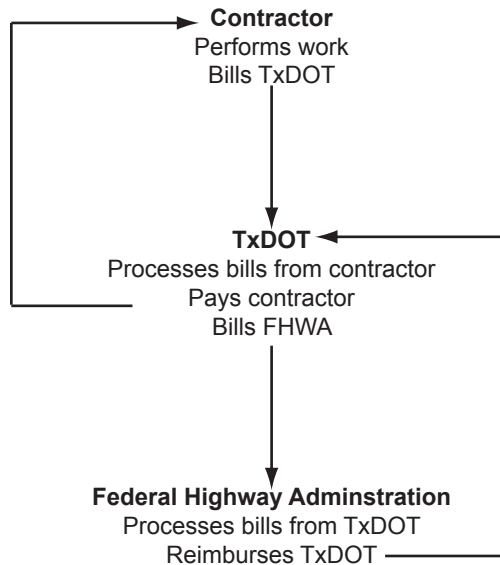 Contractor
Performs work
Bills TxDOT
TxDOT
Processes bills from contractor
Pays contractor
Bills FHWA
Federal Highway Adminstration
Processes bills from TxDOT
Reimburses TxDOT